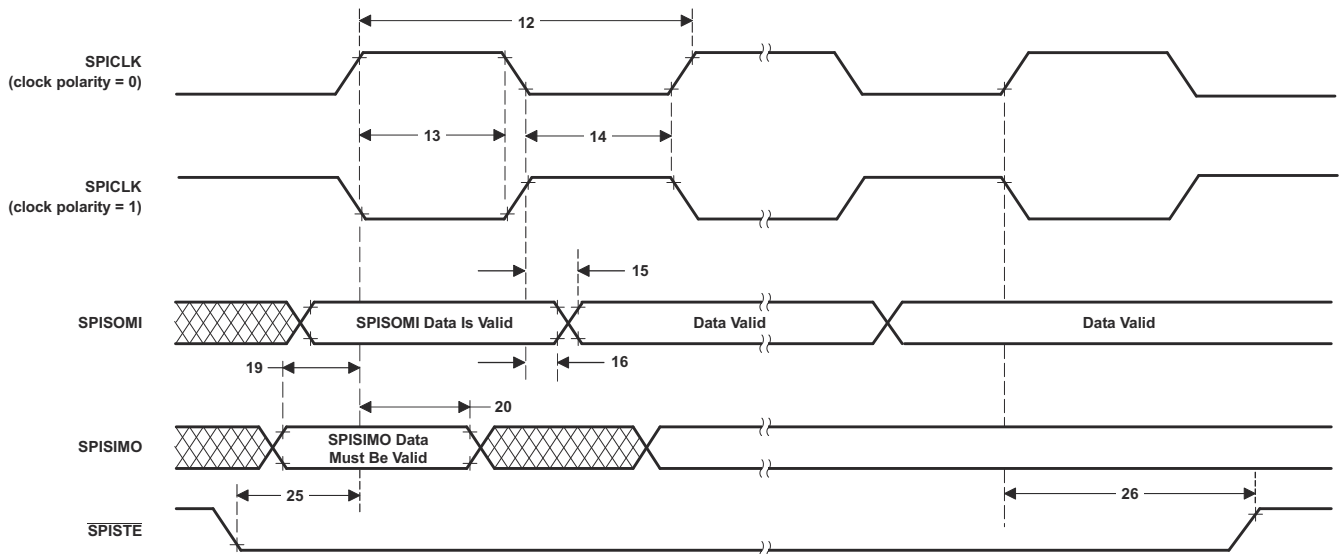 12
SPICLK
(clock polarity = 0)
13
14
SPICLK
(clock polarity = 1)
15
SPISOMI
SPISOMI Data Is Valid
Data Valid
Data Valid
16
19
20
SPISIMO
SPISIMO Data
Must Be Valid
25
26
SPISTE